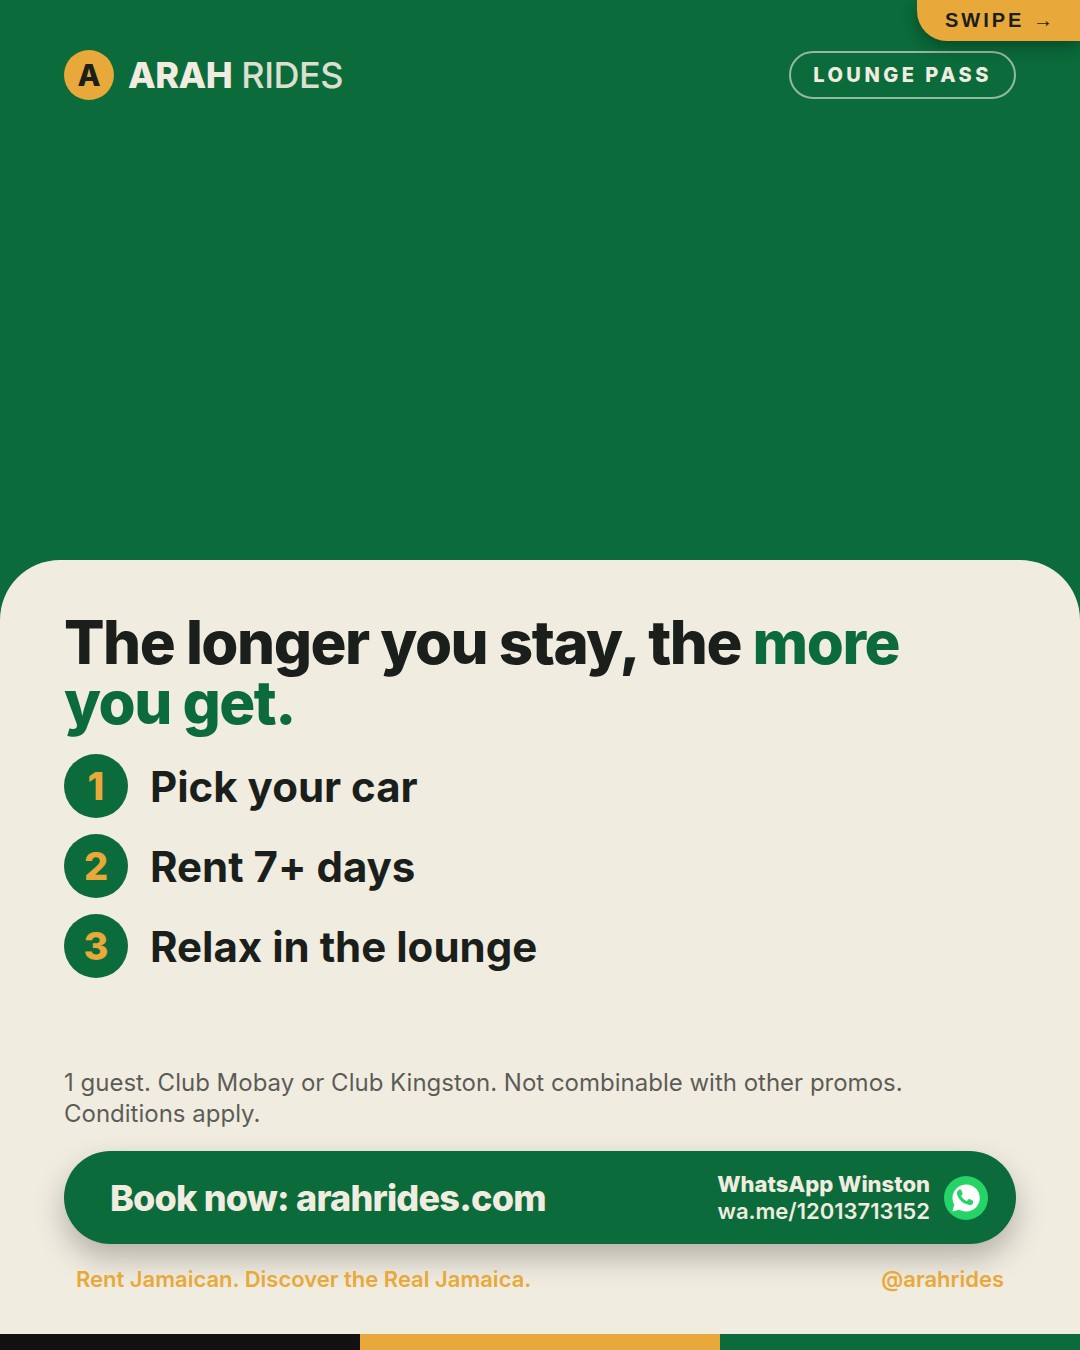 SWIPE →
A ARAH RIDES
LOUNGE PASS
The longer you stay, the more
you get.
1 Pick your car
2 Rent 7+ days
3 Relax in the lounge
1 guest. Club Mobay or Club Kingston. Not combinable with other promos.
Conditions apply.
Book now: arahrides.com
WhatsApp Winston
wa.me/12013713152
Rent Jamaican. Discover the Real Jamaica.
@arahrides